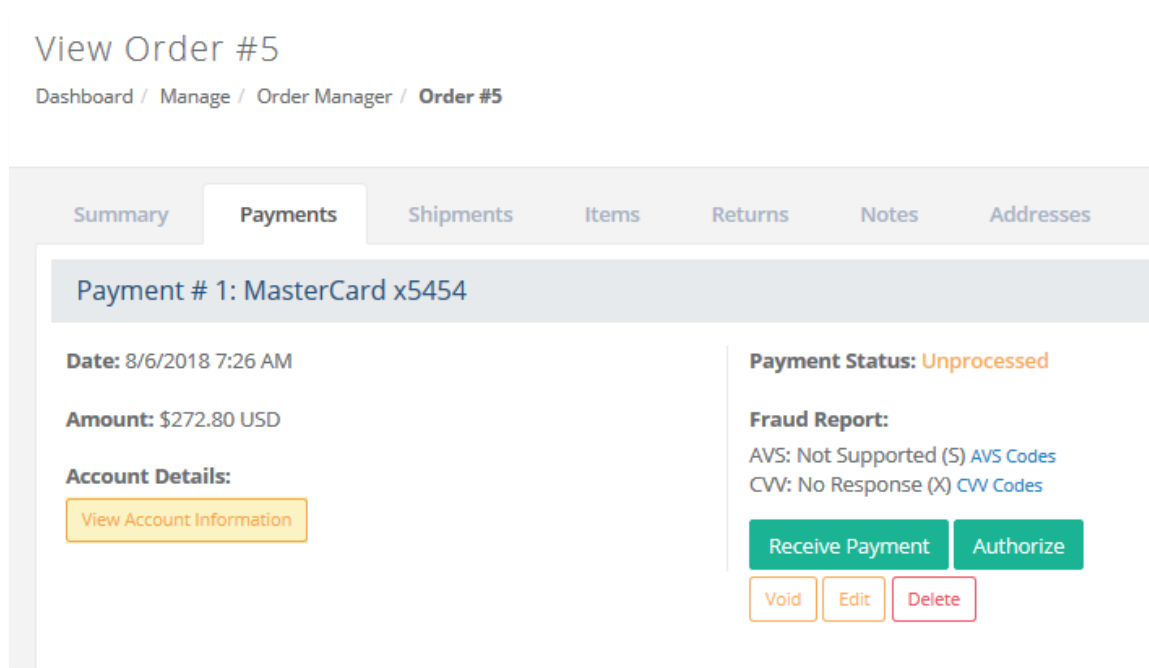 View Order #5
Dashboard / Manage / Order Manager / Order #5
Summary Payments Shipments Items Returns Notes Addresses
Payment # 1: MasterCard x5454
Date: 8/6/2018 7:26 AM
Amount: $272.80 USD
Account Details:
View Account Information
Payment Status: Unprocessed
Fraud Report:
AVS: Not Supported (S) AVS Codes
CVV: No Response (X) CVV Codes
Receive Payment Authorize
Void Edit Delete